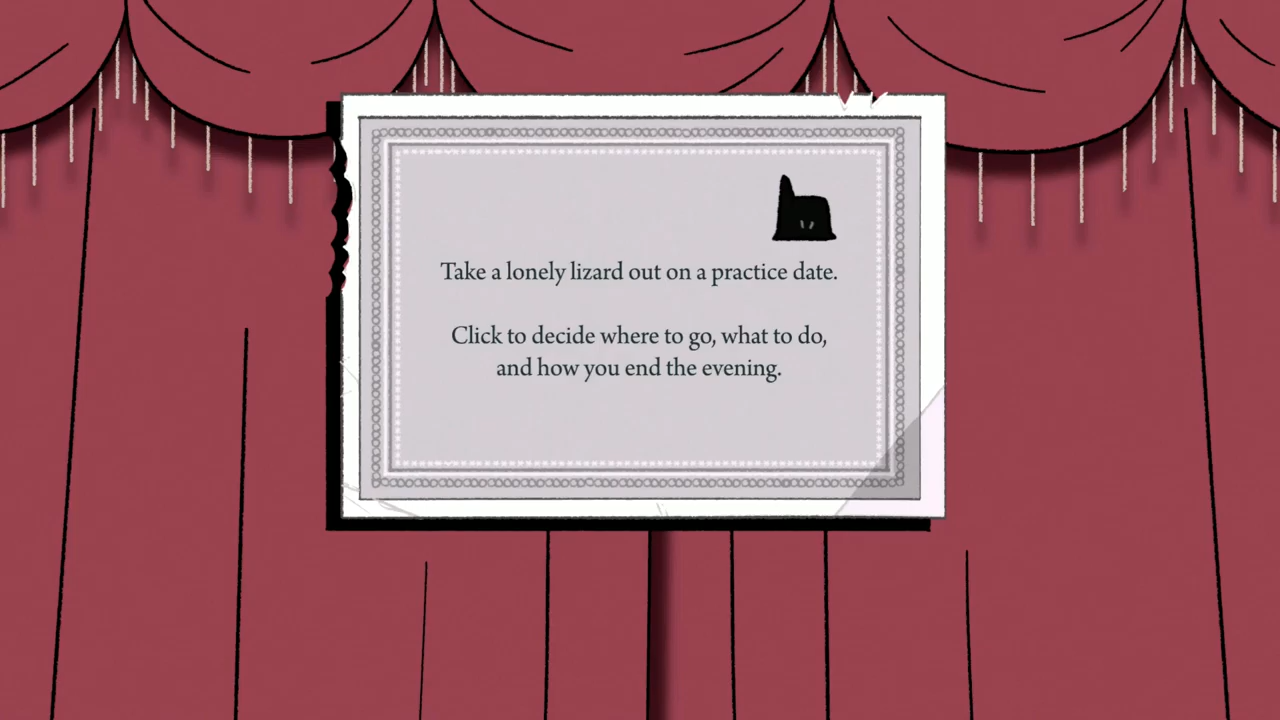 Take a lonely lizard out on a practice date.
Click to decide where to go, what to do,
and how you end the evening.